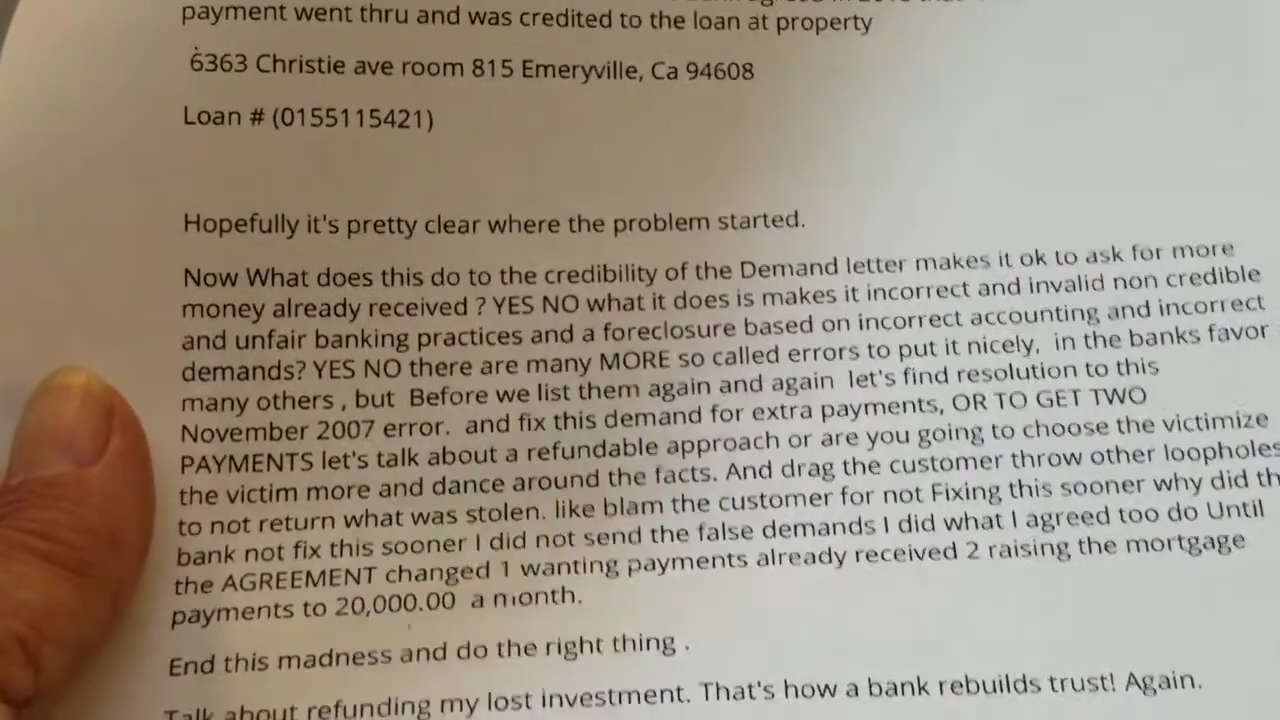 payment went thru and was credited to the loan at property
6363 Christie ave room 815 Emeryville, Ca 94608
Loan # (0155115421)
Hopefully it's pretty clear where the problem started.
Now What does this do to the credibility of the Demand letter makes it ok to ask for more
money already received ? YES NO what it does is makes it incorrect and invalid non credible
and unfair banking practices and a foreclosure based on incorrect accounting and incorrect
demands? YES NO there are many MORE so called errors to put it nicely, in the banks favor
many others , but Before we list them again and again let's find resolution to this
November 2007 error. and fix this demand for extra payments, OR TO GET TWO
PAYMENTS let's talk about a refundable approach or are you going to choose the victimize
the victim more and dance around the facts. And drag the customer throw other loopholes
to not return what was stolen. like blam the customer for not Fixing this sooner why did th
bank not fix this sooner I did not send the false demands I did what I agreed too do Until
the AGREEMENT changed 1 wanting payments already received 2 raising the mortgage
payments to 20,000.00 a month.
End this madness and do the right thing .
Talk about refunding my lost investment. That's how a bank rebuilds trust! Again.